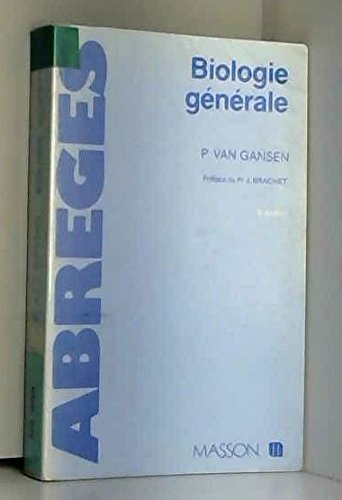 Biologie
générale
P VAN GANSEN
Préface du Pr J. BRACHET
ABREGES
MASSON